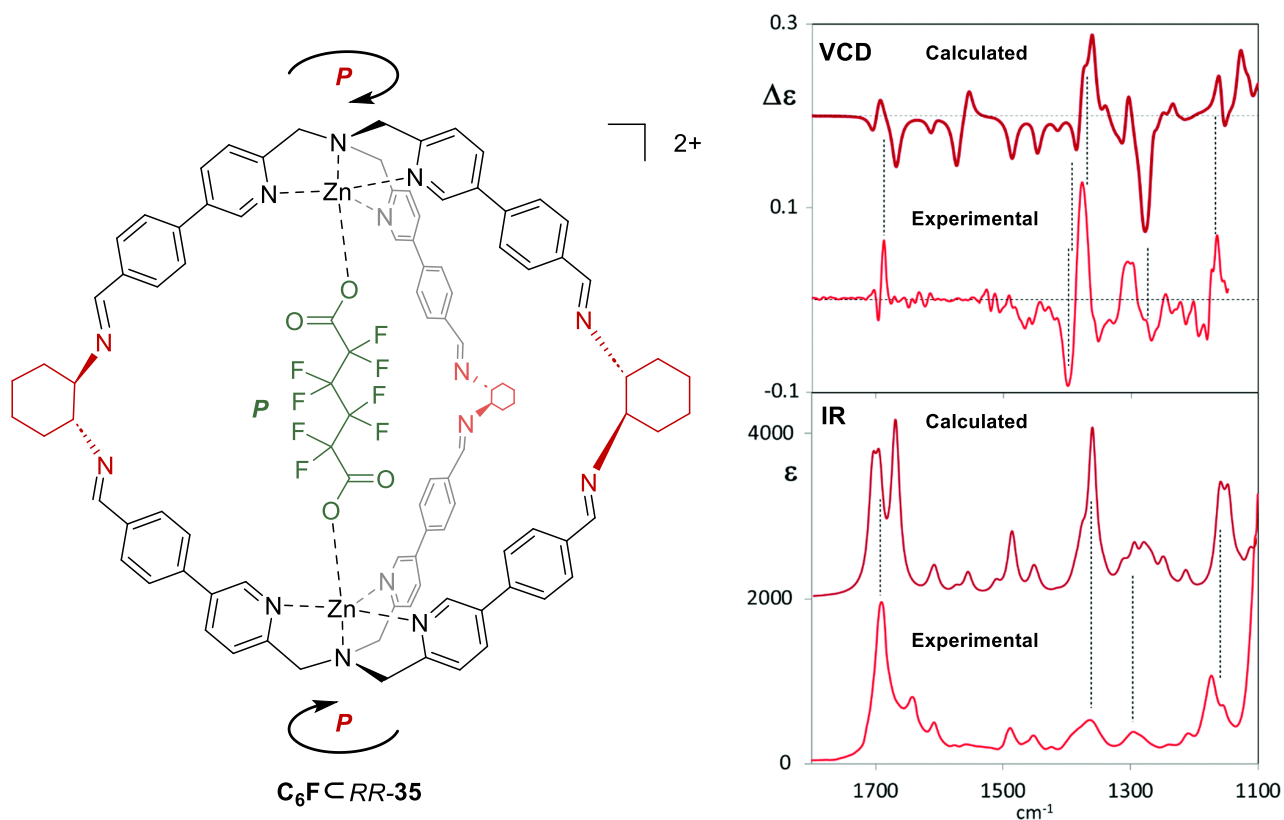 P
N
2+
Zn
N
N
N
O
O
F
F
F
F
F
F
F
F
P
O
O
N
N
N
N
N
N
Zn
N
N
N
N
P
C₆F⊂RR-35
0.3
VCD
Calculated
Δε
0.1
Experimental
-0.1
IR
4000
Calculated
ε
2000
Experimental
0
1700
1500
1300
1100
cm⁻¹